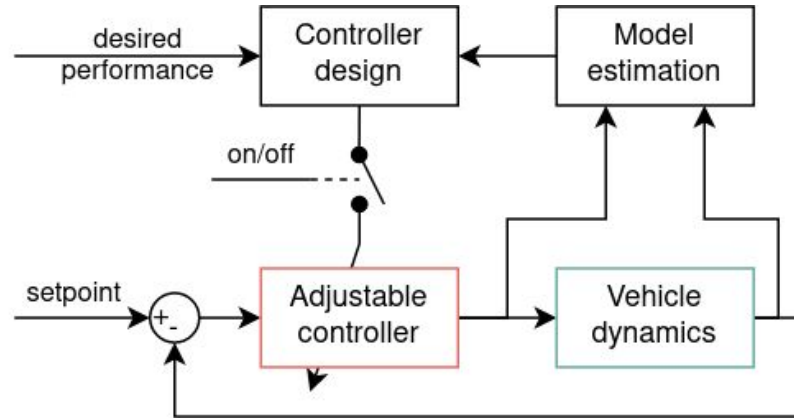 desired
performance
Controller
design
Model
estimation
on/off
setpoint
+
-
Adjustable
controller
Vehicle
dynamics